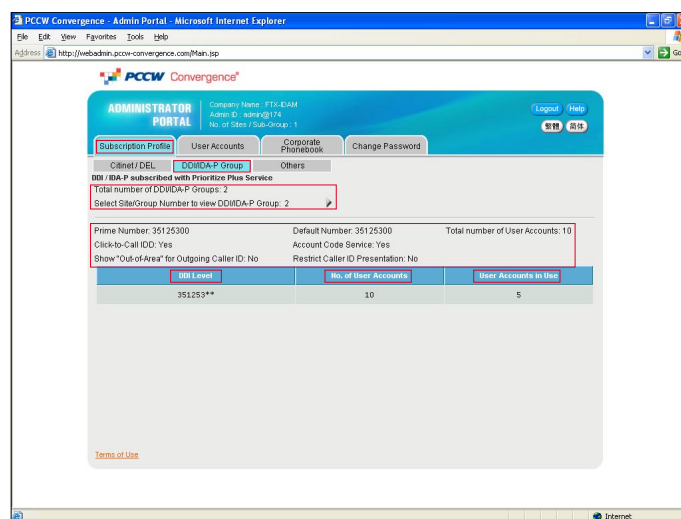 PCCW Convergence - Admin Portal - Microsoft Internet Explorer
File Edit View Favorites Tools Help
Address http://webadmin.pccw-convergence.com/Main.jsp Go
PCCW Convergence
ADMINISTRATOR PORTAL
Company Name : FTX-IDAM
Admin ID : admin@174
No. of Sites / Sub-Group : 1
Logout Help
繁體 简体
Subscription Profile User Accounts Corporate Phonebook Change Password
Citinet / DEL DDI/IDA-P Group Others
DDI / IDA-P subscribed with Prioritize Plus Service
Total number of DDI/IDA-P Groups: 2
Select Site/Group Number to view DDI/IDA-P Group: 2
Prime Number: 35125300 Default Number: 35125300 Total number of User Accounts: 10
Click-to-Call IDD: Yes Account Code Service: Yes
Show "Out-of-Area" for Outgoing Caller ID: No Restrict Caller ID Presentation: No
DDI Level No. of User Accounts User Accounts in Use
351253** 10 5
Terms of Use
Internet